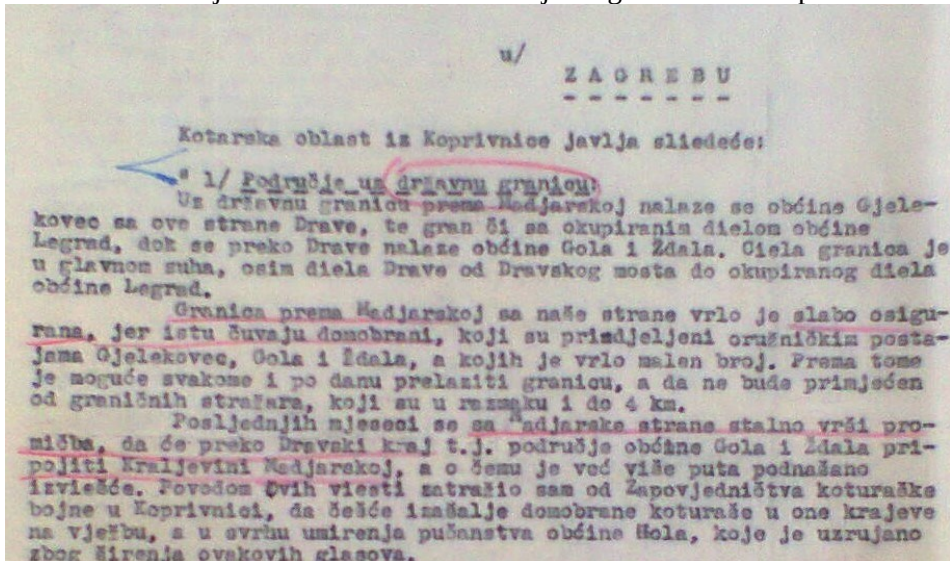 u/
ZAGREBU
Kotarska oblast iz Koprivnice javlja sliedeće:
" 1/ Područje uz državnu granicu:
Uz državnu granicu prema Madjarskoj nalaze se obćine Gjele-
kovec sa ove strane Drave, te gran či sa okupiranim dielom obćine
Legrad, dok se preko Drave nalaze obćine Gola i Ždala. Ciela granica je
u glavnom suha, osim diela Drave od Dravskog mosta do okupiranog diela
obćine Legrad.
Granica prema Madjarskoj sa naše strane vrlo je slabo osigu-
rana, jer istu čuvaju domobrani, koji su pridjeljeni oružničkim posta-
jama Gjelekovec, Gola i Ždala, a kojih je vrlo malen broj. Prema tome
je moguće svakome i po danu prelaziti granicu, a da ne bude primjećen
od graničnih stražara, koji su u razmaku i do 4 km.
Posljednjih mjeseci se sa Madjarske strane stalno vrši pro-
mičba, da će preko Dravski kraj t.j. područje obćine Gola i Ždala pri-
pojiti Kraljevini Madjarskoj, a o čemu je već više puta podnašano
izviešće. Povodom ovih viesti zatražio sam od Zapovjedničtva koturaške
bojne u Koprivnici, da češće izašalje domobrane koturaše u one krajeve
na vježbu, a u svrhu umirenja pučanstva obćine Gola, koje je uzrujano
zbog širenja ovakovih glasova.